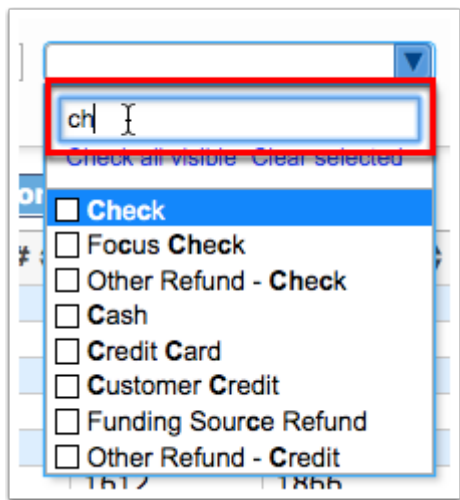 ch
Check all visible Clear selected
Check
Focus Check
Other Refund - Check
Cash
Credit Card
Customer Credit
Funding Source Refund
Other Refund - Credit
1612 1866